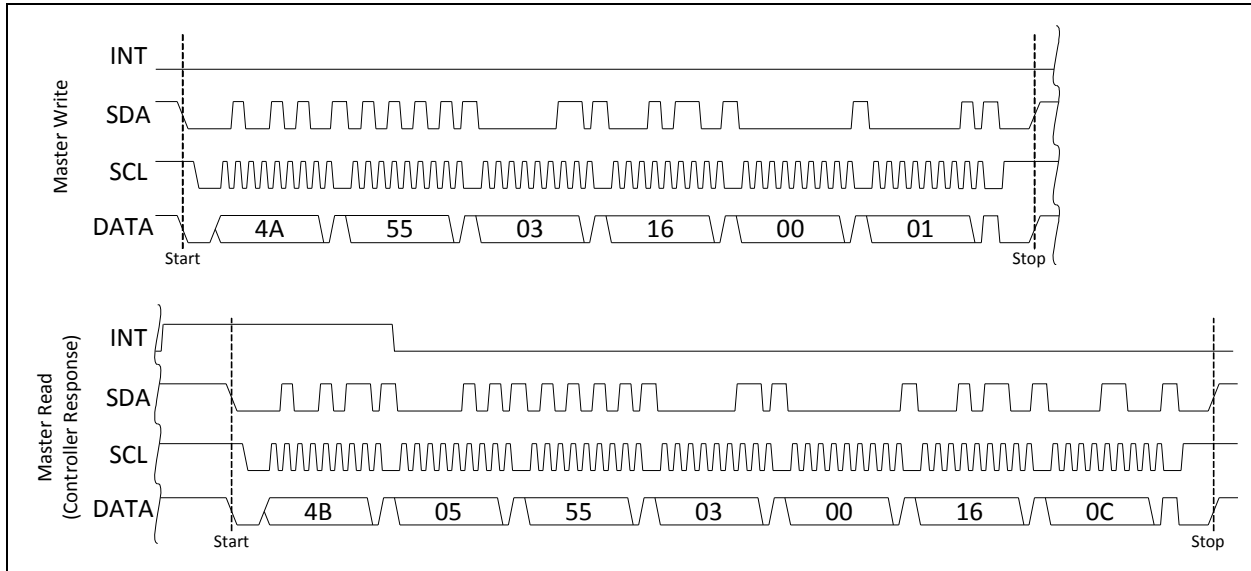 Master Write
INT
SDA
SCL
DATA 4A 55 03 16 00 01
Start Stop
Master Read
(Controller Response)
INT
SDA
SCL
DATA 4B 05 55 03 00 16 0C
Start Stop